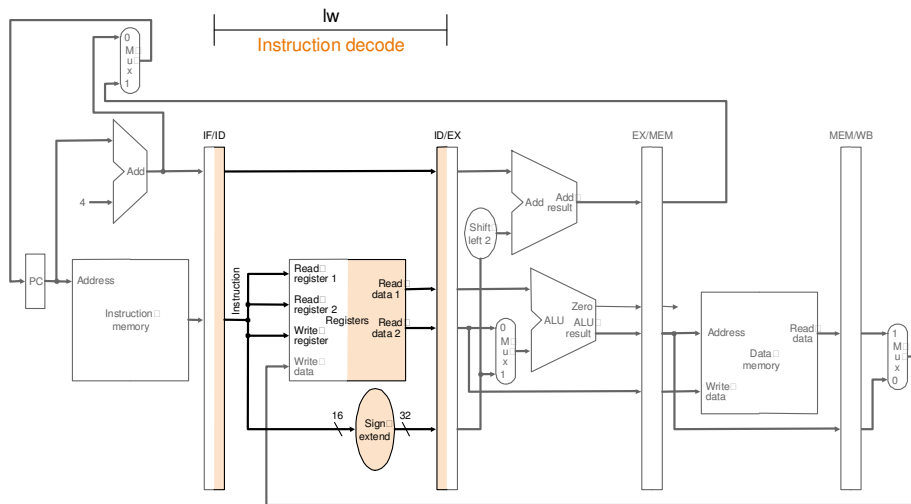 lw
Instruction decode
0
M
u
x
1
IF/ID
ID/EX
EX/MEM
MEM/WB
Add
4
Add
Add
result
Shift
left 2
PC
Address
Instruction
memory
Instruction
Read
register 1
Read
register 2
Write
register
Write
data
Registers
Read
data 1
Read
data 2
0
M
u
x
1
Zero
ALU
ALU
result
Address
Read
data
Data
memory
Write
data
1
M
u
x
0
16
Sign
extend
32